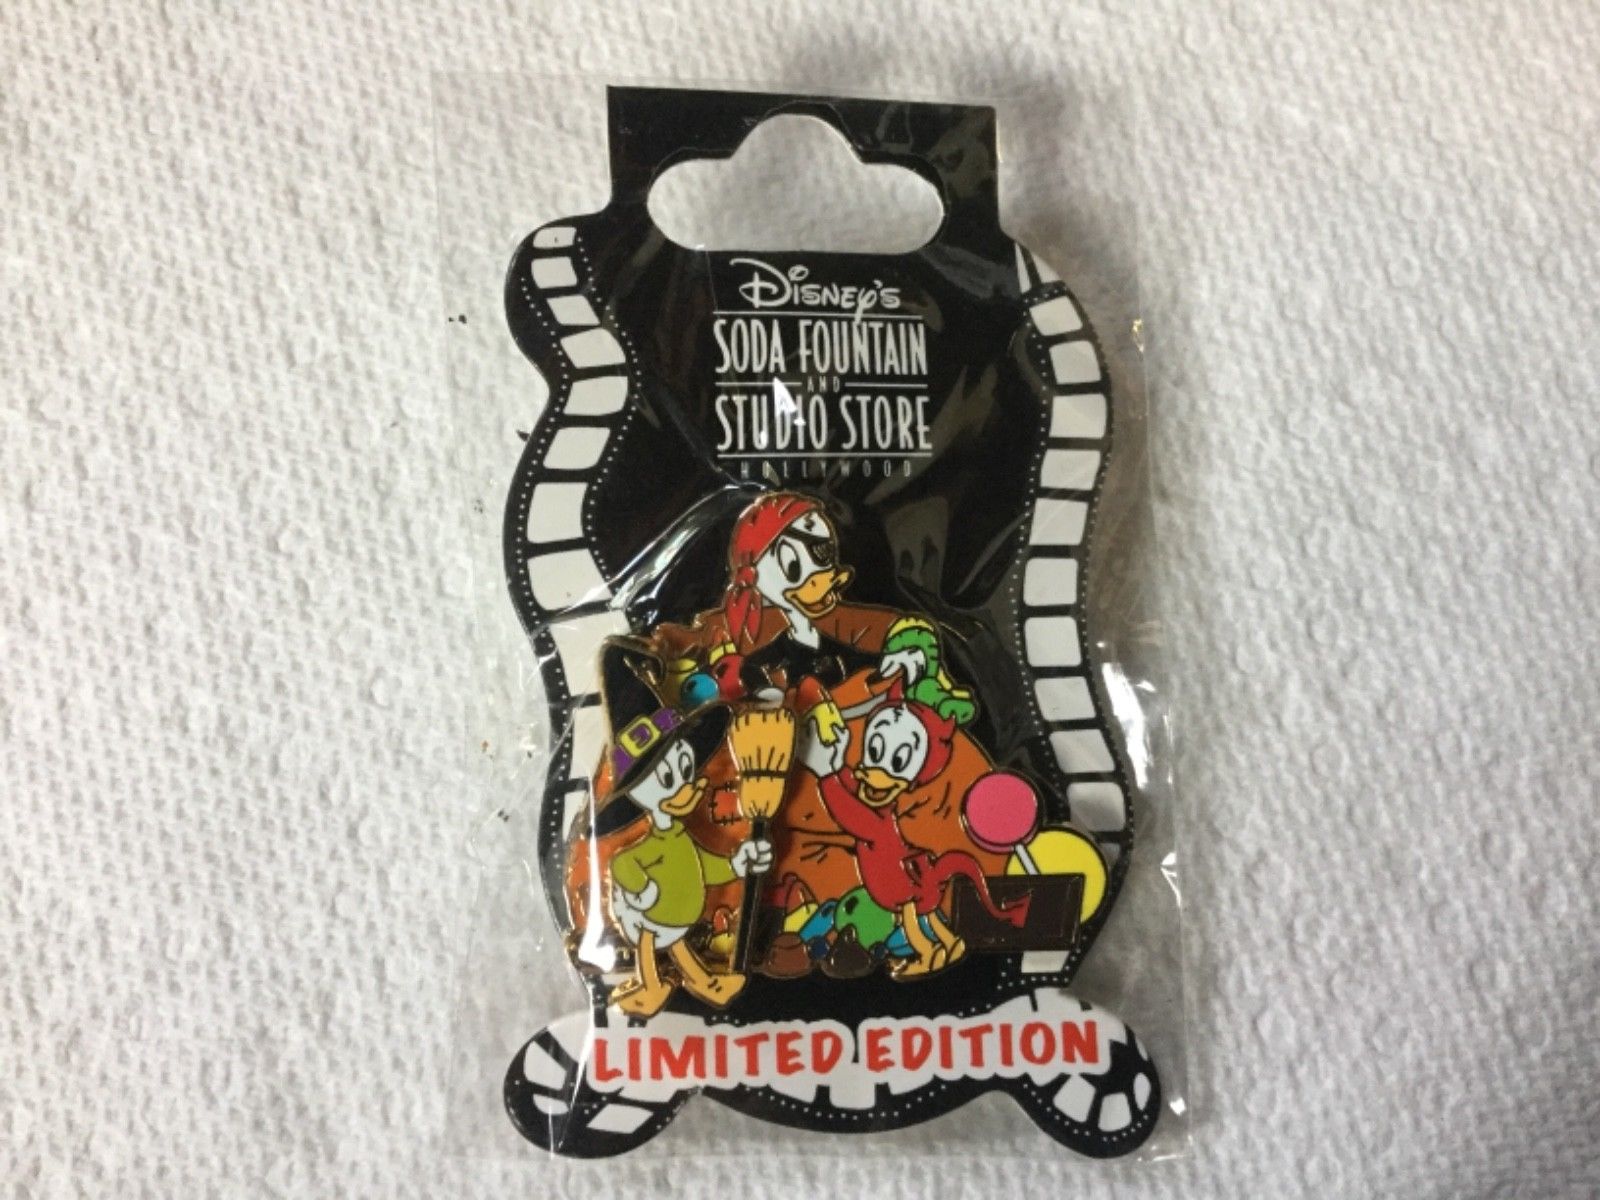 Disney's
SODA FOUNTAIN
AND
STUDIO STORE
HOLLYWOOD
LIMITED EDITION